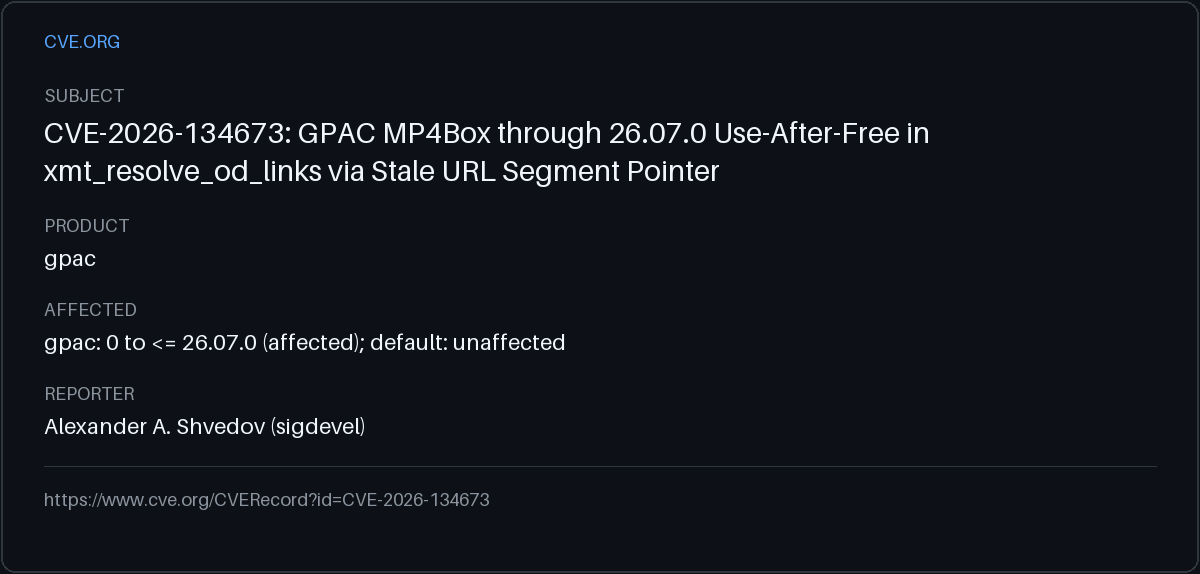 CVE.ORG
SUBJECT
CVE-2026-134673: GPAC MP4Box through 26.07.0 Use-After-Free in
xmt_resolve_od_links via Stale URL Segment Pointer
PRODUCT
gpac
AFFECTED
gpac: 0 to <= 26.07.0 (affected); default: unaffected
REPORTER
Alexander A. Shvedov (sigdevel)
https://www.cve.org/CVERecord?id=CVE-2026-134673